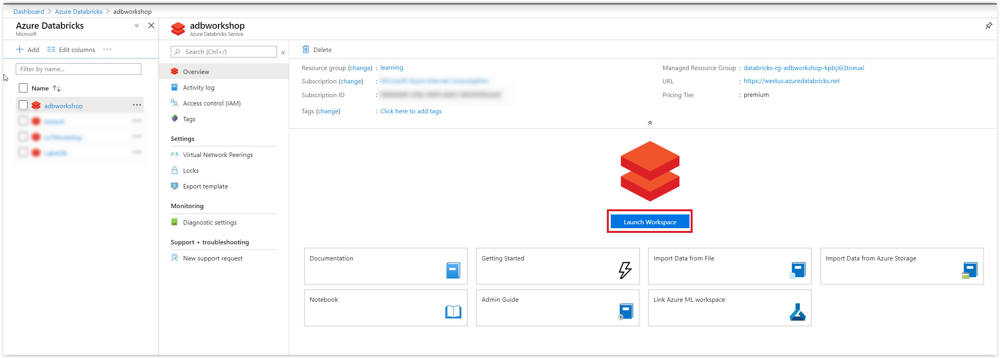 Dashboard > Azure Databricks > adbworkshop
Azure Databricks
Microsoft
Add Edit columns ...
Filter by name...
Name
adbworkshop
adbworkshop
Azure Databricks Service
Search (Ctrl+/)
Overview
Activity log
Access control (IAM)
Tags
Settings
Virtual Network Peerings
Locks
Export template
Monitoring
Diagnostic settings
Support + troubleshooting
New support request
Delete
Resource group (change) : learning
Subscription (change) :
Subscription ID :
Tags (change) : Click here to add tags
Managed Resource Group : databricks-rg-adbworkshop-kpby6i3toeuxi
URL : https://westus.azuredatabricks.net
Pricing Tier : premium
Launch Workspace
Documentation
Getting Started
Import Data from File
Import Data from Azure Storage
Notebook
Admin Guide
Link Azure ML workspace